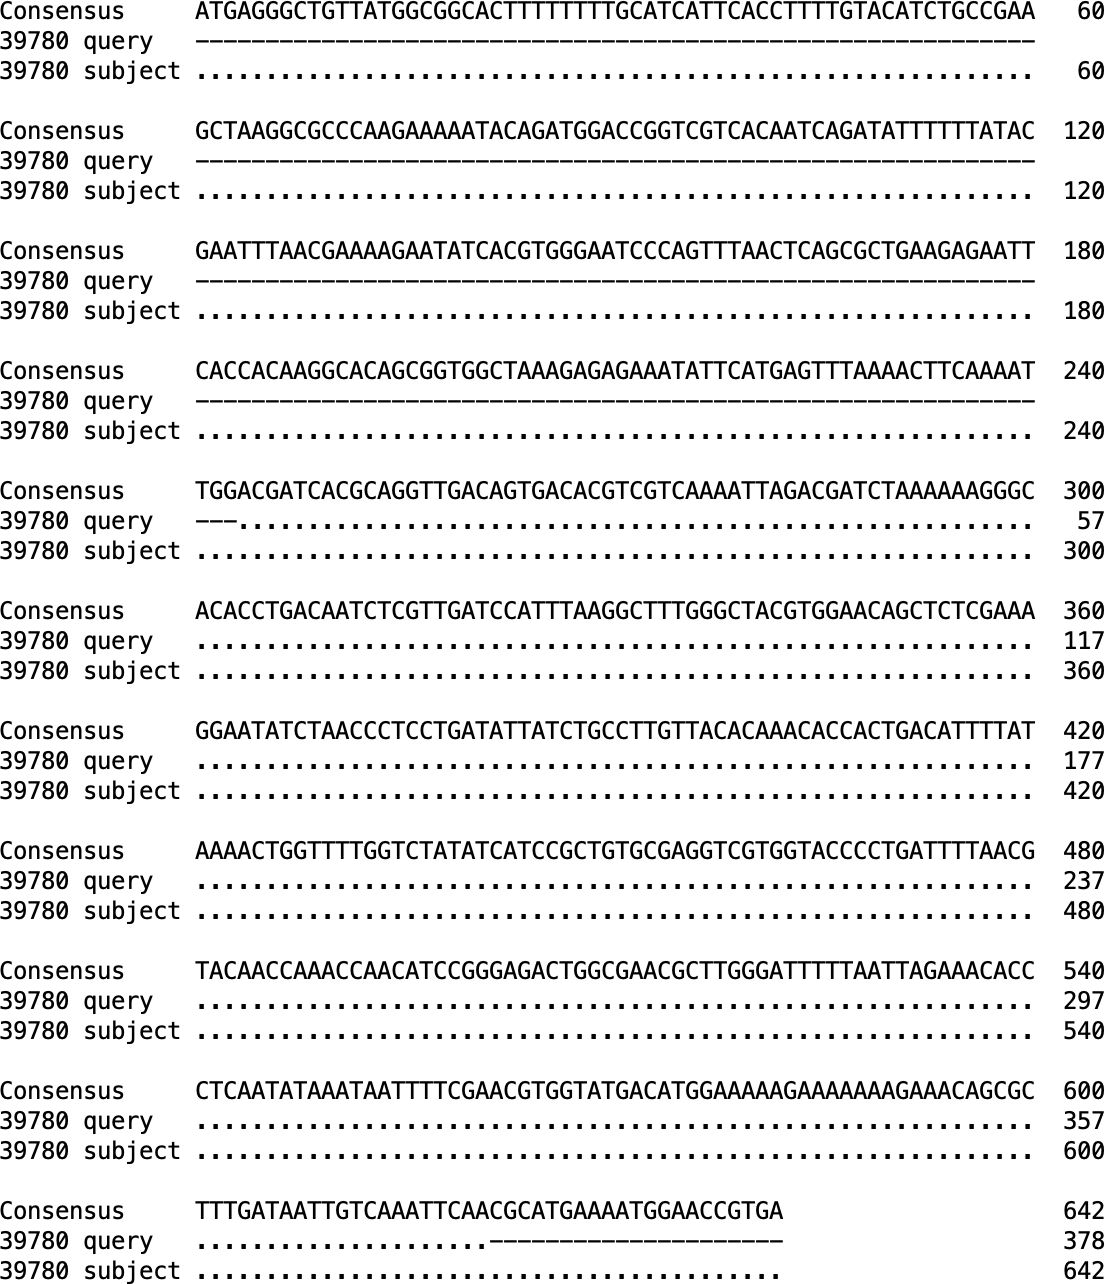 Consensus ATGAGGGCTGTTATGGCGGCACTTTTTTTTGCATCATTCACCTTTTGTACATCTGCCGAA 60
39780 query ------------------------------------------------------------
39780 subject ............................................................ 60
Consensus GCTAAGGCGCCCAAGAAAAATACAGATGGACCGGTCGTCACAATCAGATATTTTTTATAC 120
39780 query ------------------------------------------------------------
39780 subject ............................................................ 120
Consensus GAATTTAACGAAAAGAATATCACGTGGGAATCCCAGTTTAACTCAGCGCTGAAGAGAATT 180
39780 query ------------------------------------------------------------
39780 subject ............................................................ 180
Consensus CACCACAAGGCACAGCGGTGGCTAAAGAGAGAAATATTCATGAGTTTAAAACTTCAAAAT 240
39780 query ------------------------------------------------------------
39780 subject ............................................................ 240
Consensus TGGACGATCACGCAGGTTGACAGTGACACGTCGTCAAAATTAGACGATCTAAAAAAGGGC 300
39780 query ---......................................................... 57
39780 subject ............................................................ 300
Consensus ACACCTGACAATCTCGTTGATCCATTTAAGGCTTTGGGCTACGTGGAACAGCTCTCGAAA 360
39780 query ............................................................ 117
39780 subject ............................................................ 360
Consensus GGAATATCTAACCCTCCTGATATTATCTGCCTTGTTACACAAACACCACTGACATTTTAT 420
39780 query ............................................................ 177
39780 subject ............................................................ 420
Consensus AAAACTGGTTTTGGTCTATATCATCCGCTGTGCGAGGTCGTGGTACCCCTGATTTTAACG 480
39780 query ............................................................ 237
39780 subject ............................................................ 480
Consensus TACAACCAAACCAACATCCGGGAGACTGGCGAACGCTTGGGATTTTTAATTAGAAACACC 540
39780 query ............................................................ 297
39780 subject ............................................................ 540
Consensus CTCAATATAAATAATTTTCGAACGTGGTATGACATGGAAAAAGAAAAAAAGAAACAGCGC 600
39780 query ............................................................ 357
39780 subject ............................................................ 600
Consensus TTTGATAATTGTCAAATTCAACGCATGAAAATGGAACCGTGA 642
39780 query .....................--------------------- 378
39780 subject .......................................... 642